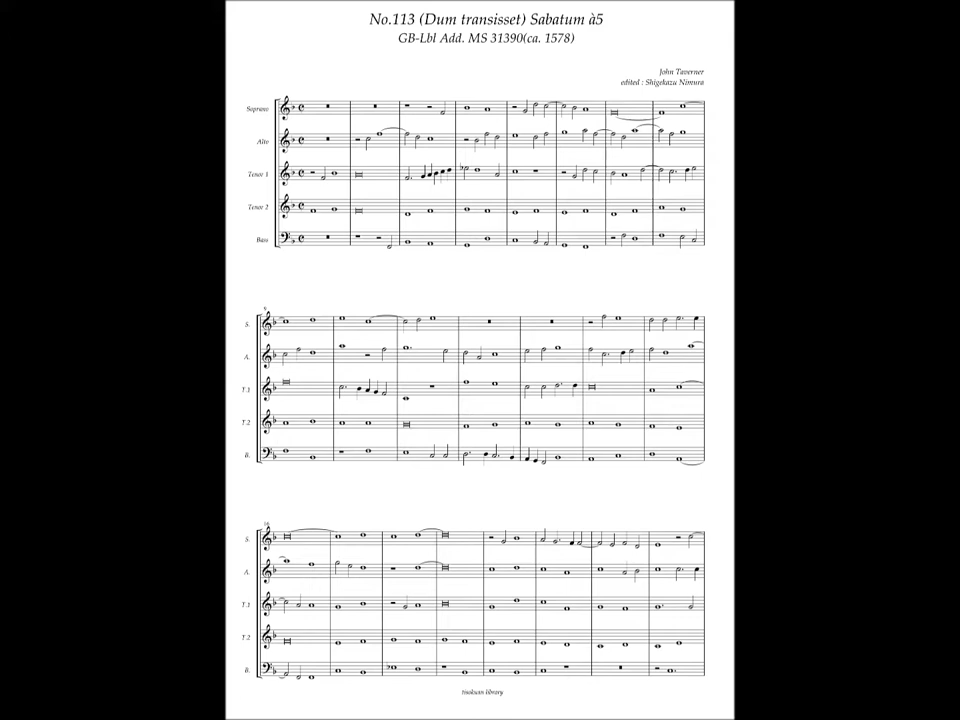 No.113 (Dum transisset) Sabatum à5
GB-Lbl Add. MS 31390(ca. 1578)
John Taverner
edited : Shigekazu Nimura
Soprano
Alto
Tenor 1
Tenor 2
Bass
S.
A.
T.1
T.2
B.
S.
A.
T.1
T.2
B.
tisokuan library